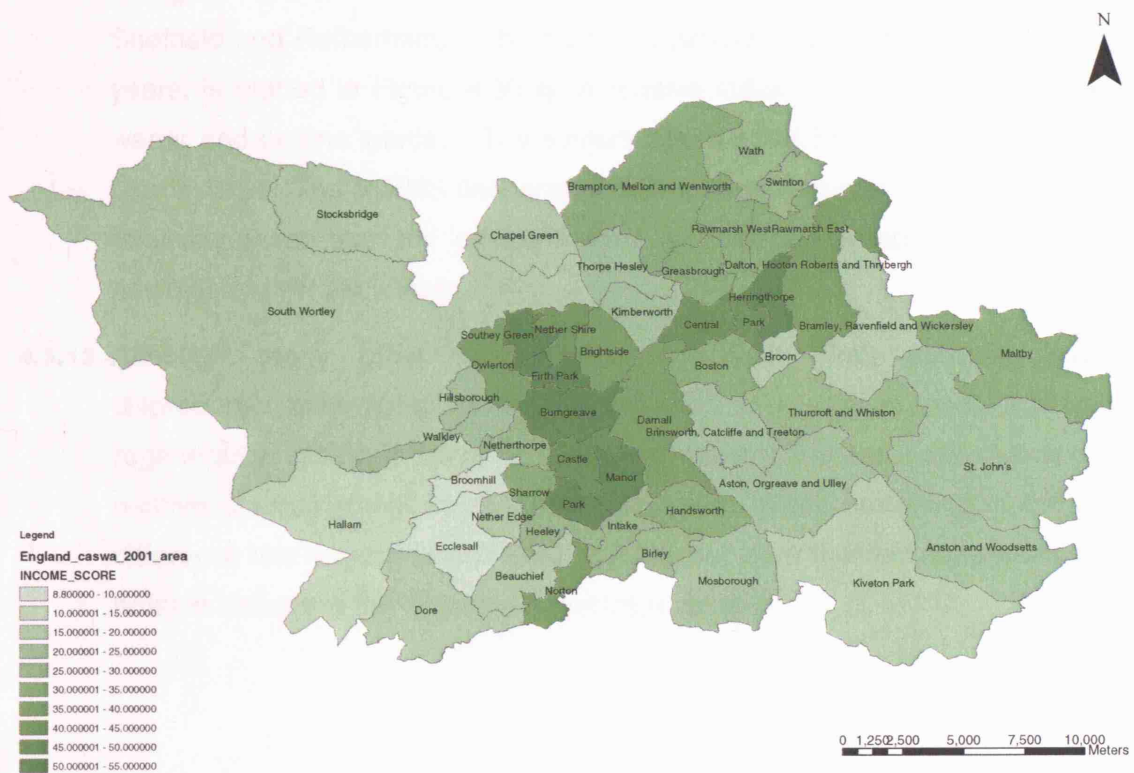 N
Wath
Swinton
Brampton, Melton and Wentworth
Stocksbridge
Rawmarsh West
Rawmarsh East
Chapel Green
Thorpe Hesley
Greasbrough
Dalton, Hooton Roberts and Thrybergh
Herringthorpe
South Wortley
Kimberworth
Central
Park
Bramley, Ravenfield and Wickersley
Southey Green
Nether Shire
Brightside
Maltby
Broom
Owlerton
Boston
Firth Park
Hillsborough
Burngreave
Darnall
Thurcroft and Whiston
Brinsworth, Catcliffe and Treeton
Walkley
Netherthorpe
Castle
St. John's
Broomhill
Manor
Aston, Orgreave and Ulley
Sharrow
Park
Nether Edge
Handsworth
Hallam
Heeley
Intake
Ecclesall
Birley
Anston and Woodsetts
Beauchief
Mosborough
Kiveton Park
Norton
Dore
Legend
England_caswa_2001_area
INCOME_SCORE
8.800000 - 10.000000
10.000001 - 15.000000
15.000001 - 20.000000
20.000001 - 25.000000
25.000001 - 30.000000
30.000001 - 35.000000
35.000001 - 40.000000
40.000001 - 45.000000
45.000001 - 50.000000
50.000001 - 55.000000
0 1,250 2,500 5,000 7,500 10,000
Meters